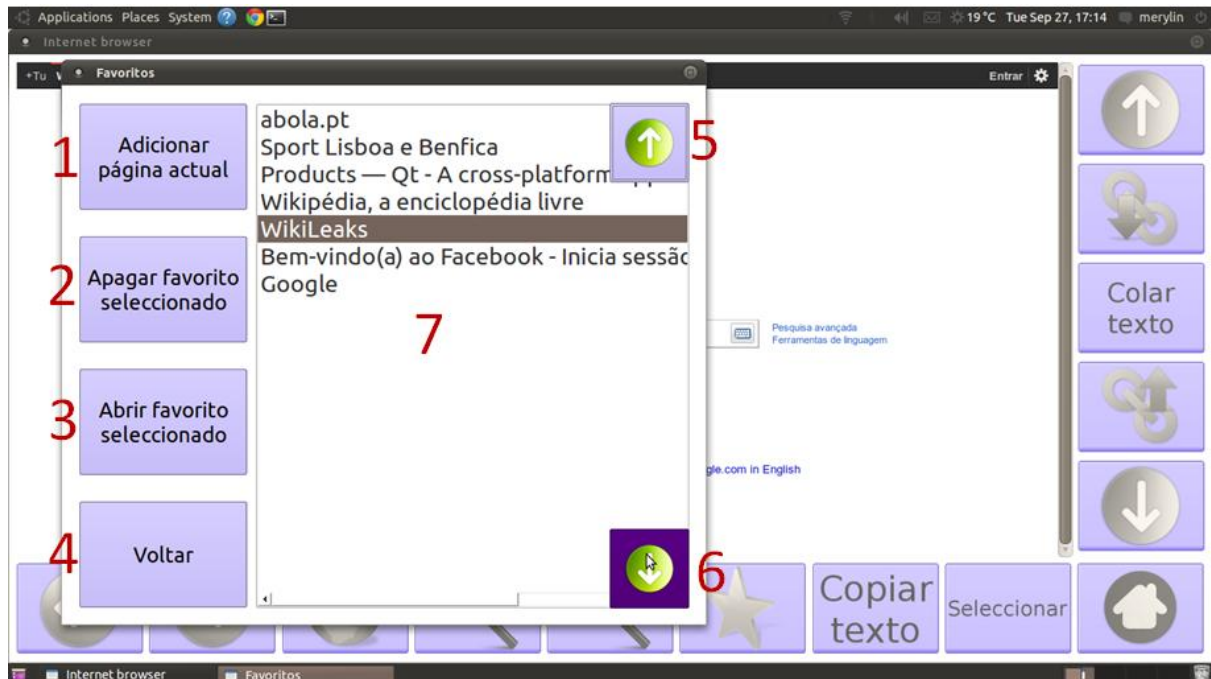 Applications Places System
19°C Tue Sep 27, 17:14 merylin
Internet browser
+Tu
Favoritos
Entrar
1
Adicionar
página actual
2
Apagar favorito
seleccionado
3
Abrir favorito
seleccionado
4
Voltar
abola.pt
Sport Lisboa e Benfica
Products — Qt - A cross-platform
Wikipédia, a enciclopédia livre
WikiLeaks
Bem-vindo(a) ao Facebook - Inicia sessão
Google
5
6
7
Pesquisa avançada
Ferramentas de linguagem
gle.com in English
Colar
texto
Copiar
texto
Seleccionar
Internet browser
Favoritos